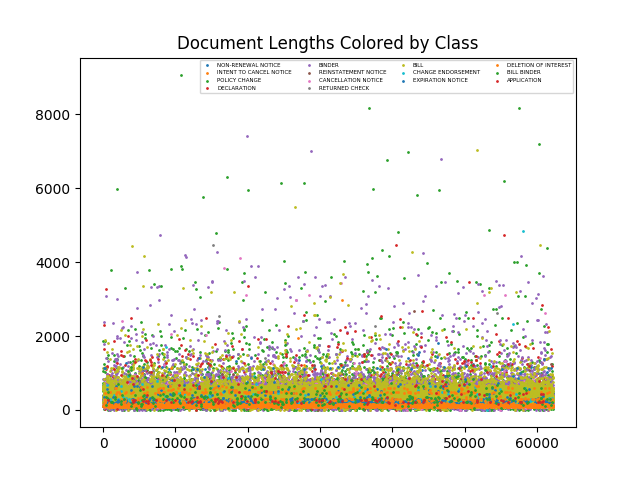 Document Lengths Colored by Class
NON-RENEWAL NOTICE BINDER BILL DELETION OF INTEREST
INTENT TO CANCEL NOTICE REINSTATEMENT NOTICE CHANGE ENDORSEMENT BILL BINDER
POLICY CHANGE CANCELLATION NOTICE EXPIRATION NOTICE APPLICATION
DECLARATION RETURNED CHECK
8000
6000
4000
2000
0
0 10000 20000 30000 40000 50000 60000